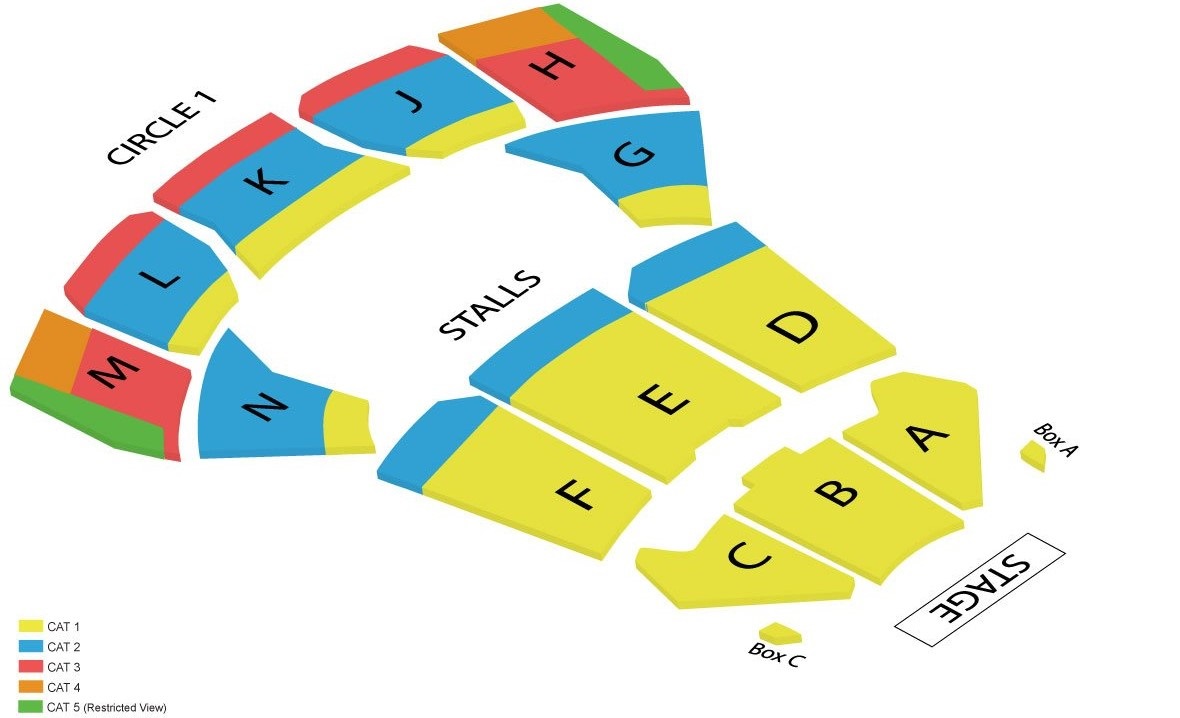 CIRCLE 1
H
J
G
K
L
M
N
STALLS
D
E
F
A
B
C
Box A
STAGE
Box C
CAT 1
CAT 2
CAT 3
CAT 4
CAT 5 (Restricted View)